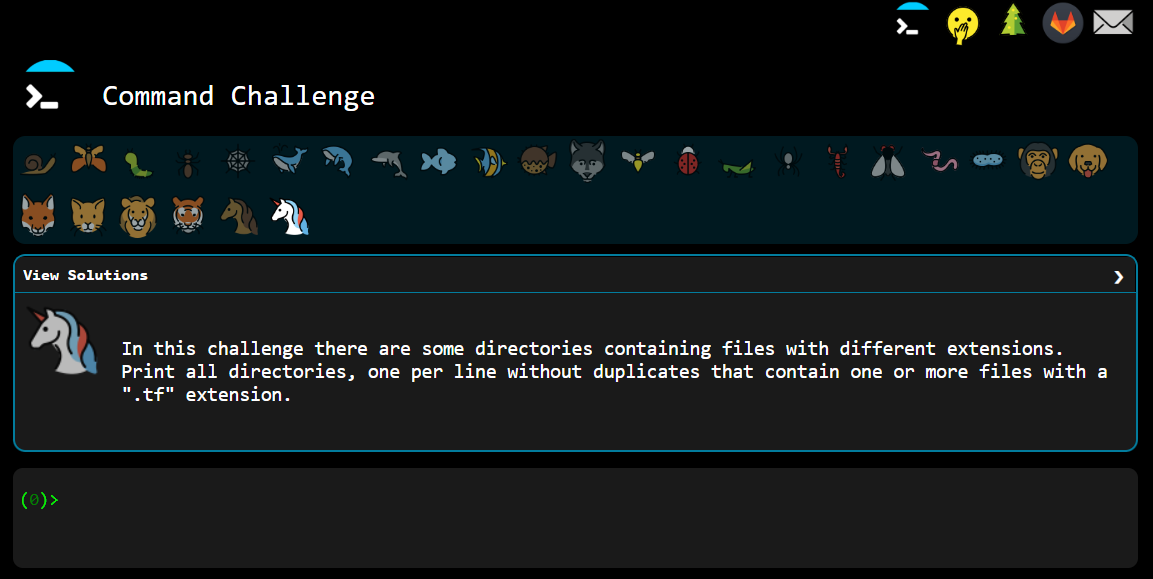 Command Challenge
View Solutions
In this challenge there are some directories containing files with different extensions.
Print all directories, one per line without duplicates that contain one or more files with a
".tf" extension.
(0)>